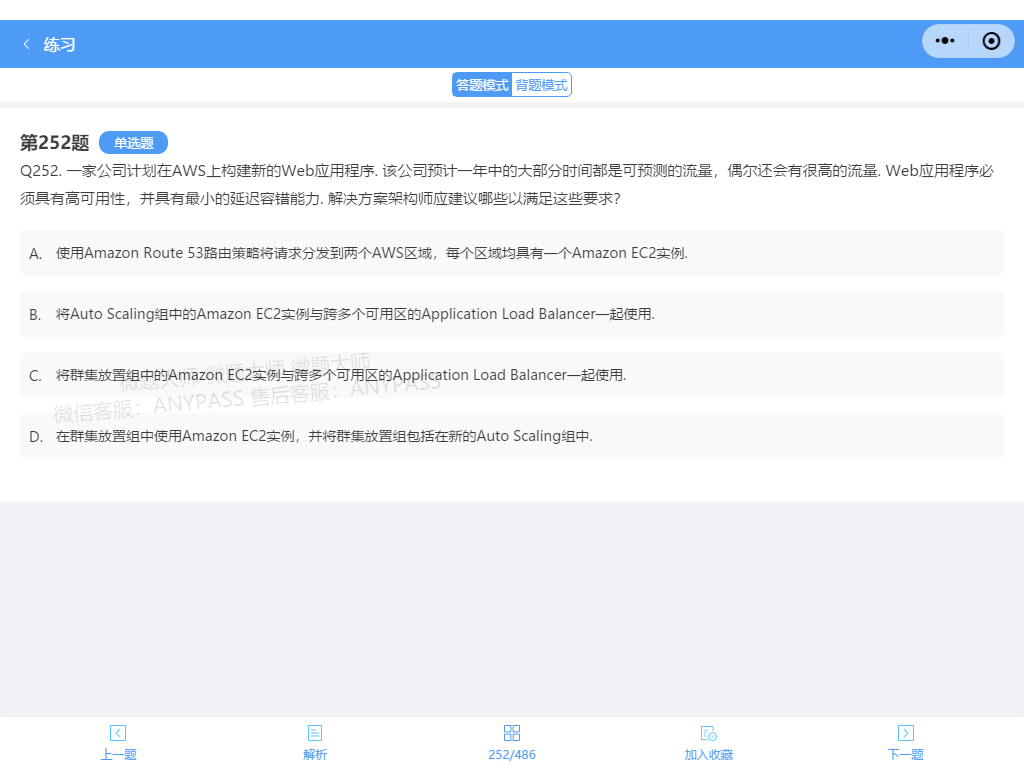 练习
答题模式 背题模式
第252题 单选题
Q252. 一家公司计划在AWS上构建新的Web应用程序. 该公司预计一年中的大部分时间都是可预测的流量，偶尔还会有很高的流量. Web应用程序必
须具有高可用性，并具有最小的延迟容错能力. 解决方案架构师应建议哪些以满足这些要求？
A. 使用Amazon Route 53路由策略将请求分发到两个AWS区域，每个区域均具有一个Amazon EC2实例.
B. 将Auto Scaling组中的Amazon EC2实例与跨多个可用区的Application Load Balancer一起使用.
微题大师 微题大师 微题大师
C. 将群集放置组中的Amazon EC2实例与跨多个可用区的Application Load Balancer一起使用.
微信客服：ANYPASS 售后客服：ANYPASS
D. 在群集放置组中使用Amazon EC2实例，并将群集放置组包括在新的Auto Scaling组中.
上一题 解析 252/486 加入收藏 下一题